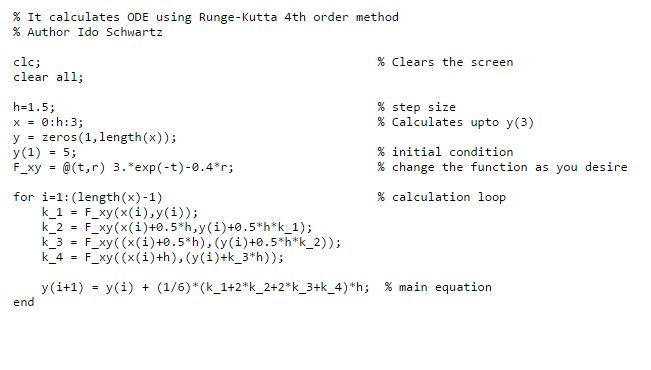 % It calculates ODE using Runge-Kutta 4th order method
% Author Ido Schwartz
clc;                                               % Clears the screen
clear all;
h=1.5;                                             % step size
x = 0:h:3;                                         % Calculates upto y(3)
y = zeros(1,length(x));
y(1) = 5;                                          % initial condition
F_xy = @(t,r) 3.*exp(-t)-0.4*r;                    % change the function as you desire
for i=1:(length(x)-1)                              % calculation loop
    k_1 = F_xy(x(i),y(i));
    k_2 = F_xy(x(i)+0.5*h,y(i)+0.5*h*k_1);
    k_3 = F_xy((x(i)+0.5*h),(y(i)+0.5*h*k_2));
    k_4 = F_xy((x(i)+h),(y(i)+k_3*h));
    y(i+1) = y(i) + (1/6)*(k_1+2*k_2+2*k_3+k_4)*h;  % main equation
end